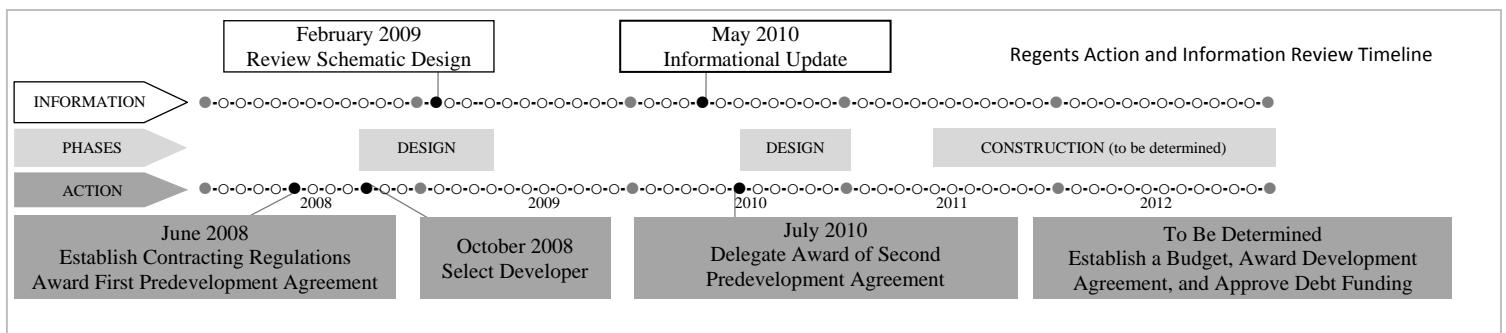 February 2009
Review Schematic Design
May 2010
Informational Update
Regents Action and Information Review Timeline
INFORMATION
PHASES
DESIGN
DESIGN
CONSTRUCTION (to be determined)
ACTION
2008
2009
2010
2011
2012
June 2008
Establish Contracting Regulations
Award First Predevelopment Agreement
October 2008
Select Developer
July 2010
Delegate Award of Second
Predevelopment Agreement
To Be Determined
Establish a Budget, Award Development
Agreement, and Approve Debt Funding